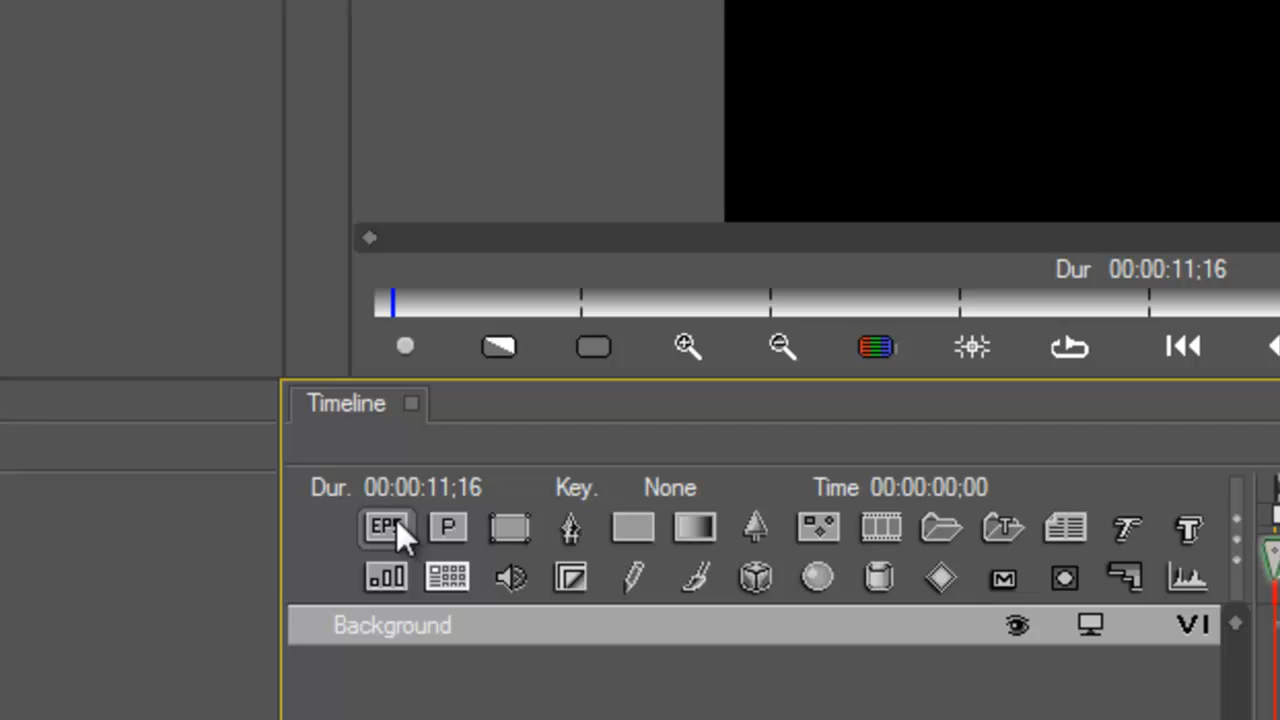 Dur 00:00:11;16
Timeline
Dur. 00:00:11;16 Key. None Time 00:00:00;00
P
T T T
M
Background VI